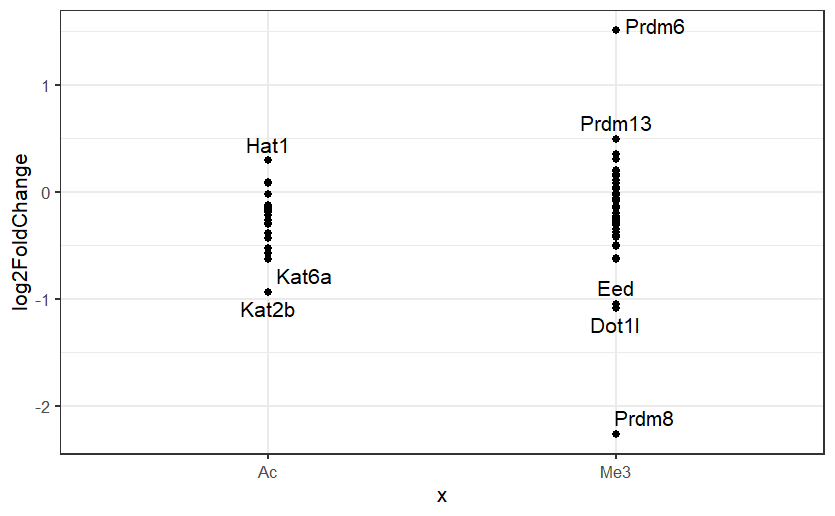 Prdm6
1
Prdm13
Hat1
0
log2FoldChange
Kat6a
Eed
-1
Kat2b
Dot1l
-2
Prdm8
Ac
Me3
x